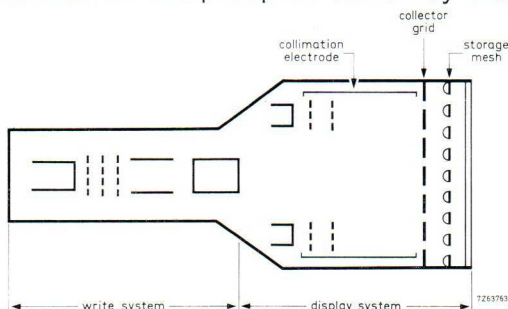 collector
grid
collimation
electrode
storage
mesh
write system
display system
7Z63763